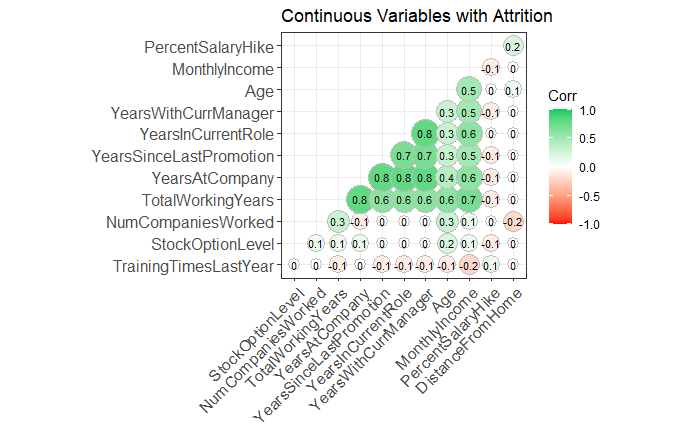 Continuous Variables with Attrition
PercentSalaryHike 0.2
MonthlyIncome -0.1 0
Age 0.5 0 0.1
YearsWithCurrManager 0.3 0.5 -0.1 0
YearsInCurrentRole 0.8 0.3 0.6 0 0
YearsSinceLastPromotion 0.7 0.7 0.3 0.5 -0.1 0
YearsAtCompany 0.8 0.8 0.8 0.4 0.6 -0.1 0
TotalWorkingYears 0.8 0.6 0.6 0.6 0.6 0.7 -0.1 0
NumCompaniesWorked 0.3 -0.1 0 0 0 0.3 0.1 0 -0.2
StockOptionLevel 0.1 0.1 0.1 0 0 0 0.2 0.1 -0.1 0
TrainingTimesLastYear 0 0 -0.1 0 -0.1 -0.1 -0.1 -0.1 -0.2 0.1 0
StockOptionLevel
NumCompaniesWorked
TotalWorkingYears
YearsAtCompany
YearsSinceLastPromotion
YearsInCurrentRole
YearsWithCurrManager
Age
MonthlyIncome
PercentSalaryHike
DistanceFromHome
Corr
1.0
0.5
0.0
-0.5
-1.0